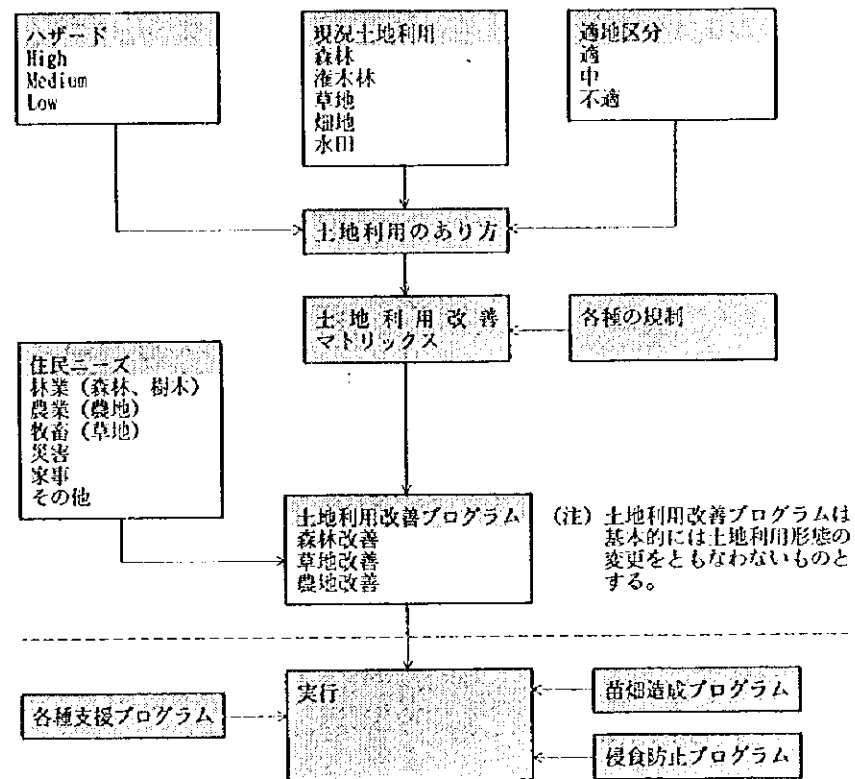 ハザード
High
Medium
Low
現況土地利用
森林
潅木林
草地
畑地
水田
適地区分
適
中
不適
土地利用のあり方
土地利用改善
マトリックス
各種の規制
住民ニーズ
林業（森林、樹木）
農業（農地）
牧畜（草地）
災害
家事
その他
土地利用改善プログラム
森林改善
草地改善
農地改善
（注）土地利用改善プログラムは
基本的には土地利用形態の
変更をともなわないものと
する。
実行
各種支援プログラム
苗畑造成プログラム
侵食防止プログラム